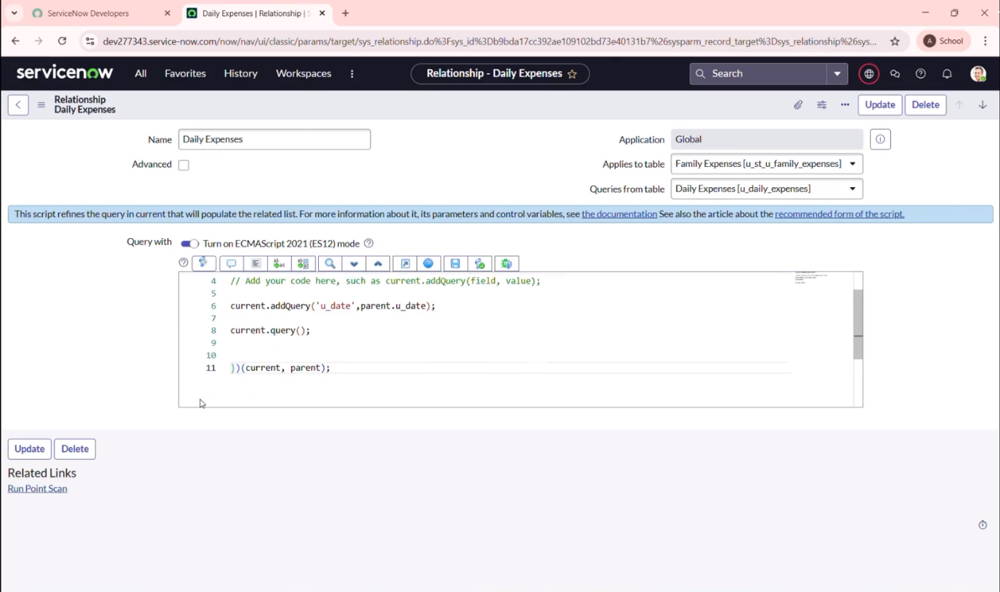 ServiceNow Developers
Daily Expenses | Relationship | S
dev277343.service-now.com/now/nav/ui/classic/params/target/sys_relationship.do%3Fsys_id%3Db9bda17cc392ae109102bd73e40131b7%26sysparm_record_target%3Dsys_relationship%26sys...
A School
servicenow All Favorites History Workspaces Relationship - Daily Expenses Search
Relationship
Daily Expenses
Update Delete
Name Daily Expenses Application Global
Advanced Applies to table Family Expenses [u_st_u_family_expenses]
Queries from table Daily Expenses [u_daily_expenses]
This script refines the query in current that will populate the related list. For more information about it, its parameters and control variables, see the documentation See also the article about the recommended form of the script.
Query with Turn on ECMAScript 2021 (ES12) mode
4 // Add your code here, such as current.addQuery(field, value);
5
6 current.addQuery('u_date',parent.u_date);
7
8 current.query();
9
10
11 })(current, parent);
Update Delete
Related Links
Run Point Scan